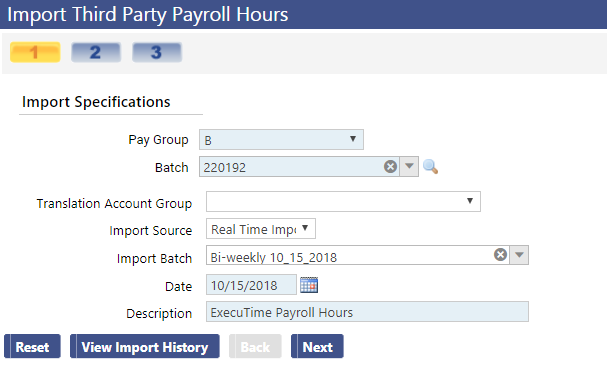 Import Third Party Payroll Hours
1 2 3
Import Specifications
Pay Group B
Batch 220192
Translation Account Group
Import Source Real Time Impo
Import Batch Bi-weekly 10_15_2018
Date 10/15/2018
Description ExecuTime Payroll Hours
Reset View Import History Back Next